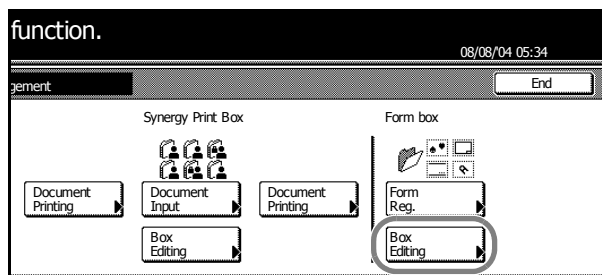 function.
08/08/'04 05:34
gement
End
Synergy Print Box
Form box
Document
Printing
Document
Input
Document
Printing
Form
Reg.
Box
Editing
Box
Editing